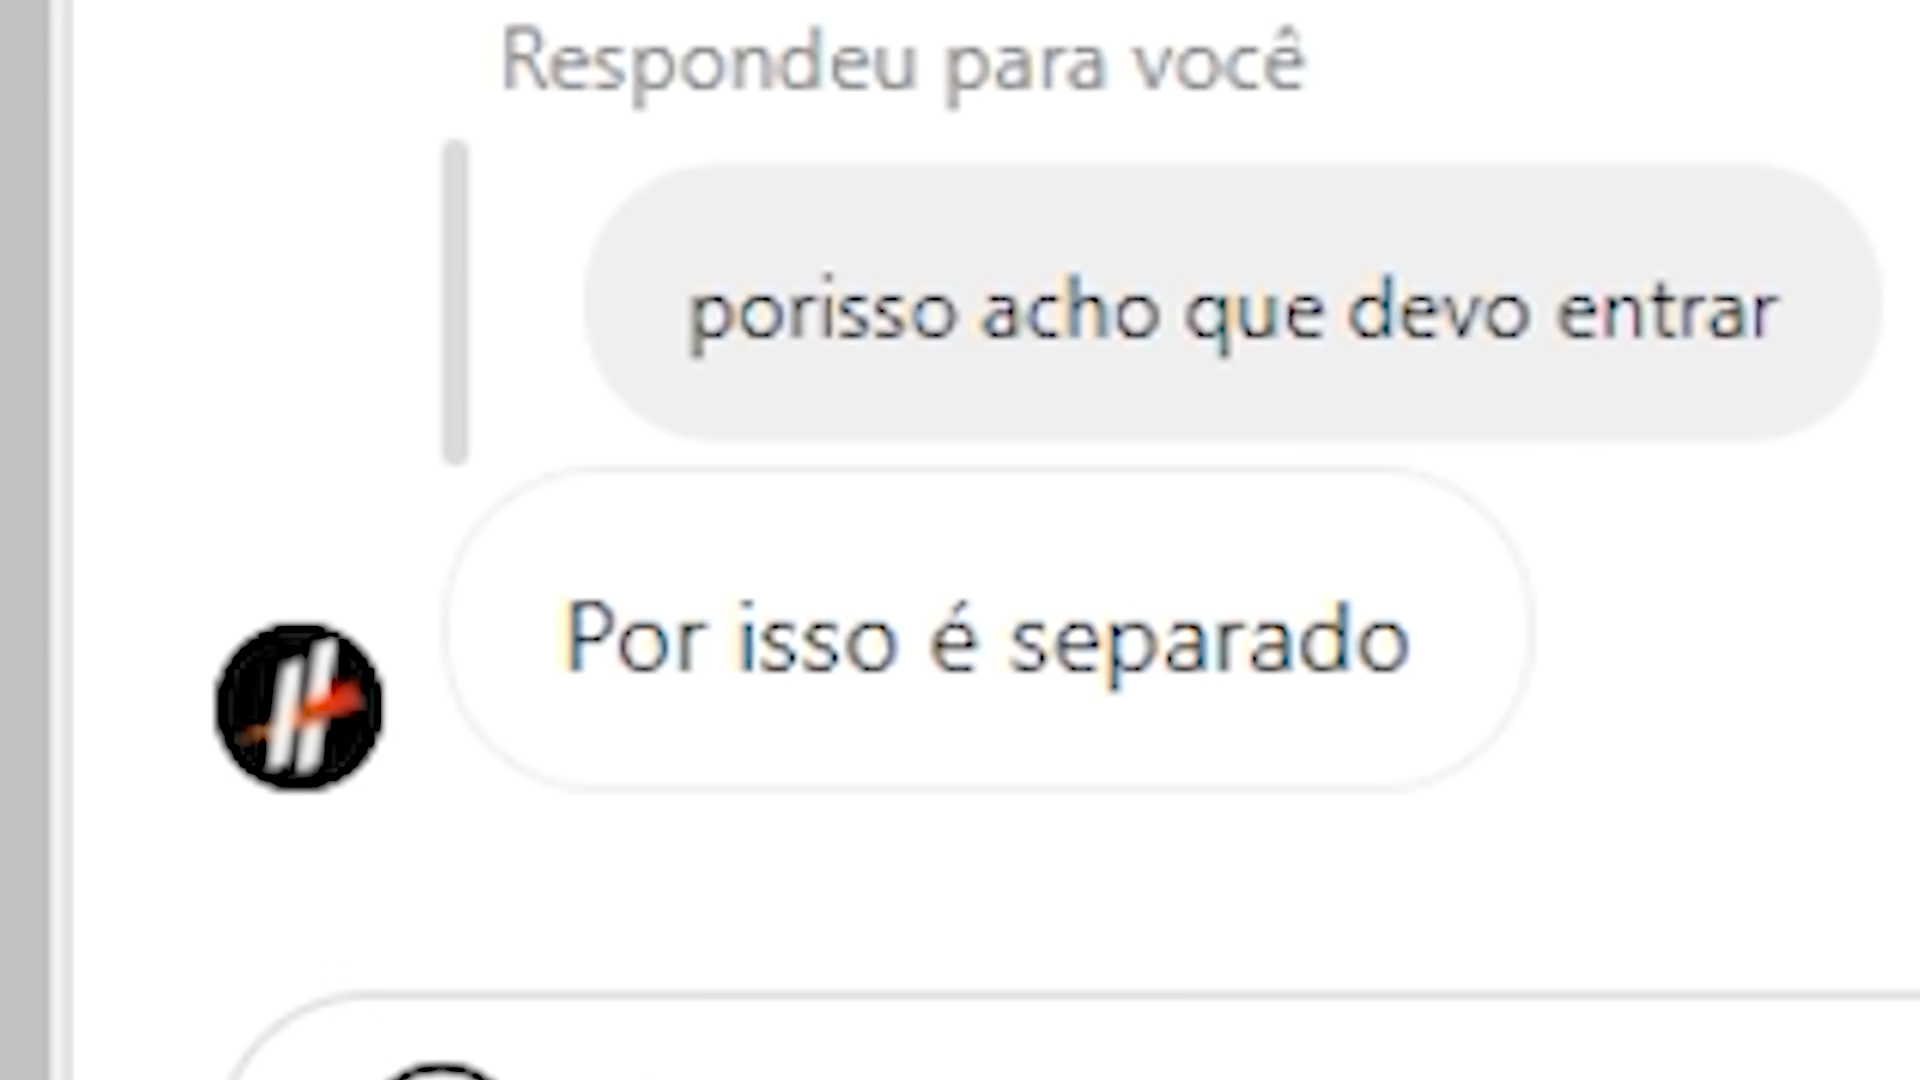 Respondeu para você
porisso acho que devo entrar
Por isso é separado